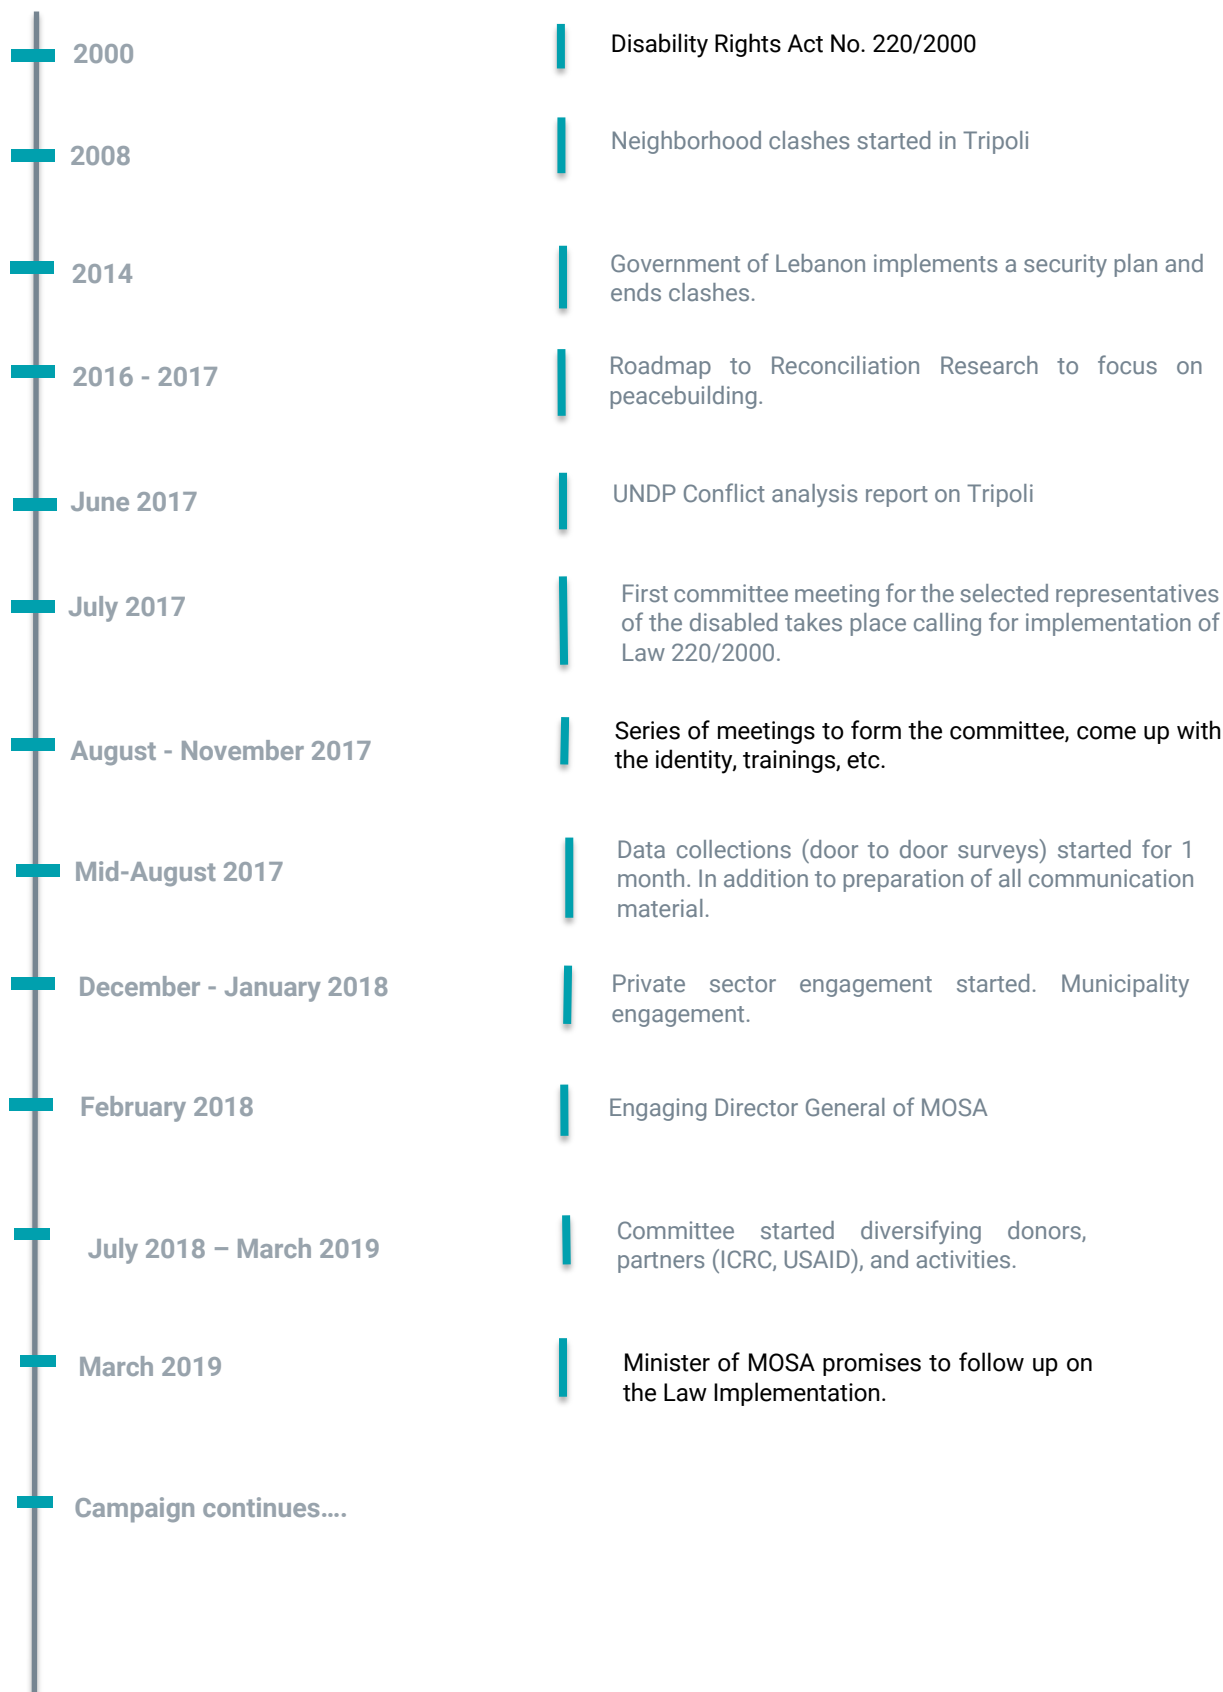 2000
Disability Rights Act No. 220/2000
2008
Neighborhood clashes started in Tripoli
2014
Government of Lebanon implements a security plan and
ends clashes.
2016 - 2017
Roadmap to Reconciliation Research to focus on
peacebuilding.
June 2017
UNDP Conflict analysis report on Tripoli
July 2017
First committee meeting for the selected representatives
of the disabled takes place calling for implementation of
Law 220/2000.
August - November 2017
Series of meetings to form the committee, come up with
the identity, trainings, etc.
Mid-August 2017
Data collections (door to door surveys) started for 1
month. In addition to preparation of all communication
material.
December - January 2018
Private sector engagement started. Municipality
engagement.
February 2018
Engaging Director General of MOSA
July 2018 – March 2019
Committee started diversifying donors,
partners (ICRC, USAID), and activities.
March 2019
Minister of MOSA promises to follow up on
the Law Implementation.
Campaign continues....